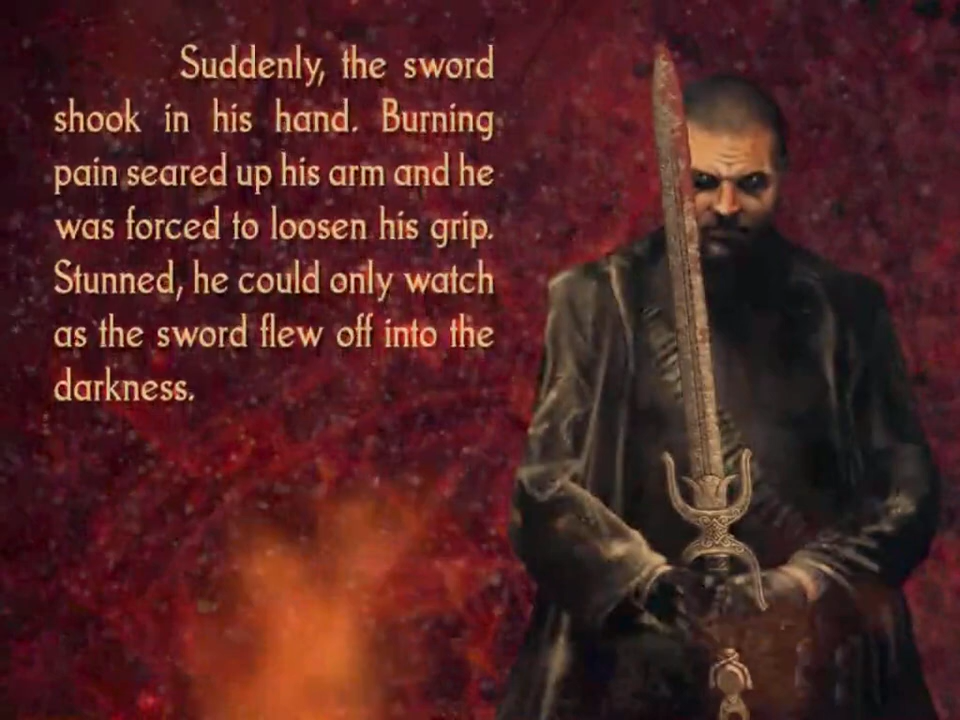 Suddenly, the sword
shook in his hand. Burning
pain seared up his arm and he
was forced to loosen his grip.
Stunned, he could only watch
as the sword flew off into the
darkness.